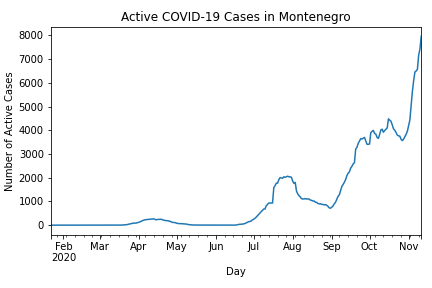 Active COVID-19 Cases in Montenegro
8000
7000
6000
5000
4000
3000
2000
1000
0
Number of Active Cases
Feb Mar Apr May Jun Jul Aug Sep Oct Nov
2020
Day